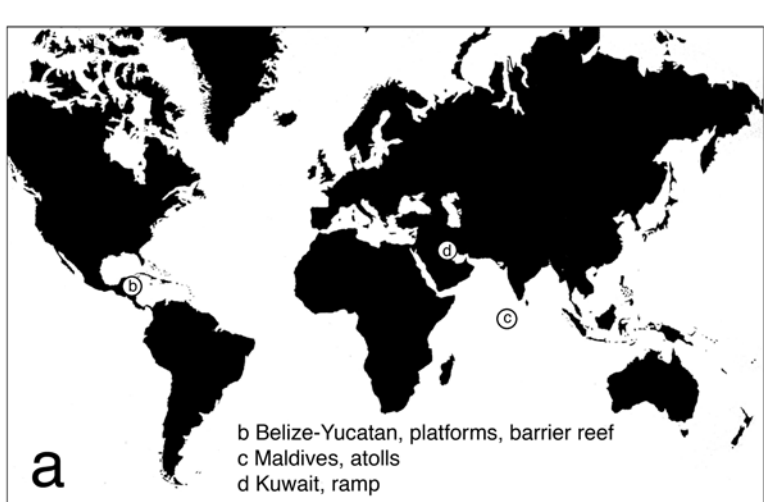 d
b
c
b Belize-Yucatan, platforms, barrier reef
c Maldives, atolls
d Kuwait, ramp
a